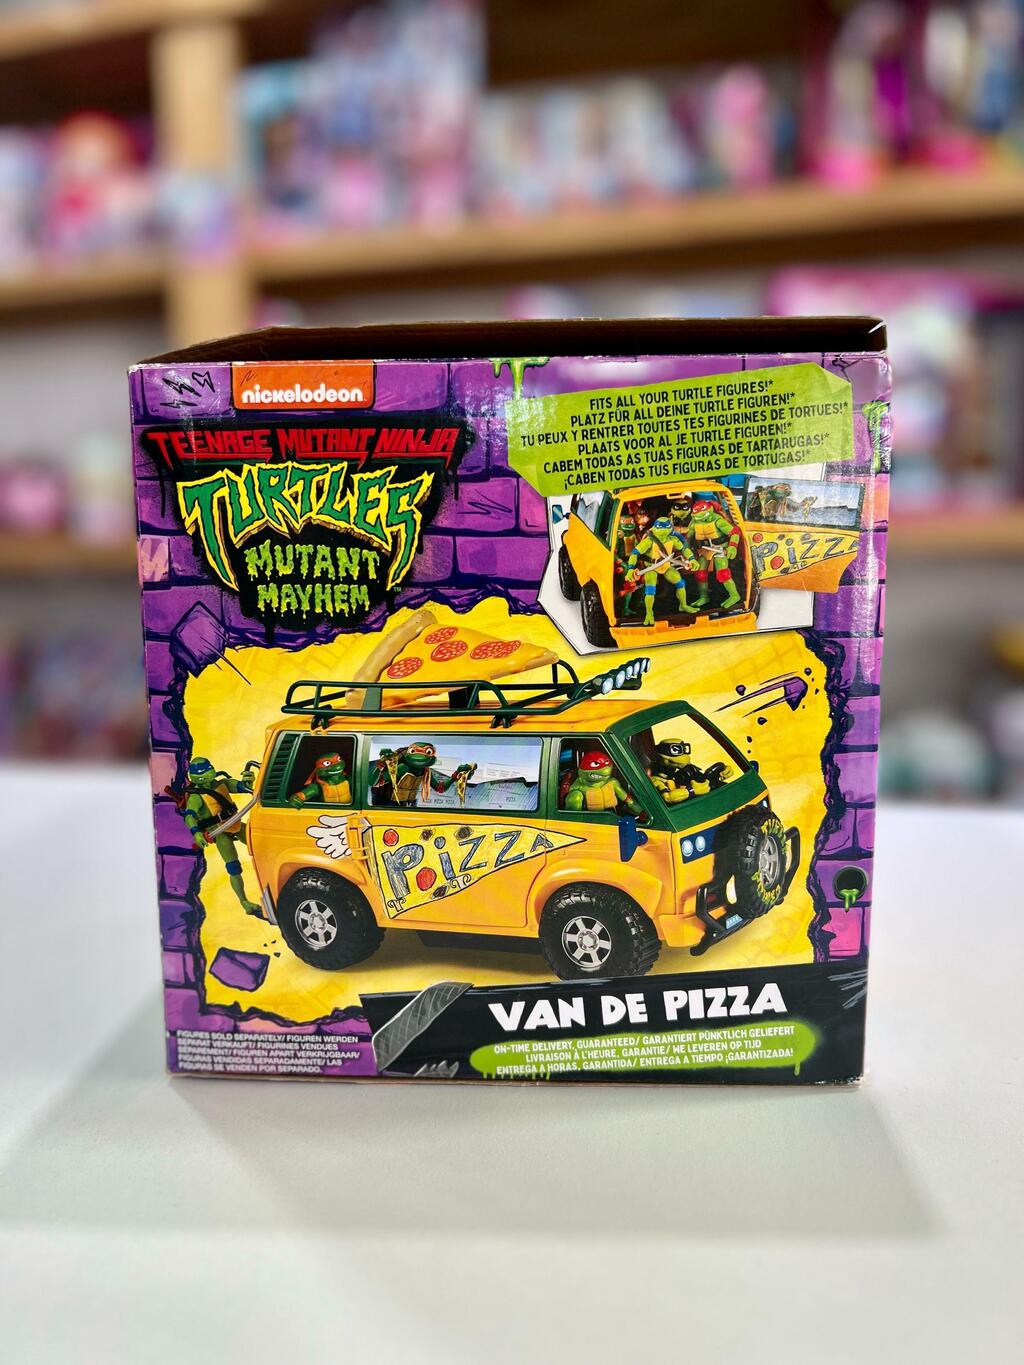 nickelodeon
TEENAGE MUTANT NINJA
TURTLES
MUTANT
MAYHEM
™
FITS ALL YOUR TURTLE FIGURES!*
PLATZ FÜR ALL DEINE TURTLE FIGUREN!*
TU PEUX Y RENTRER TOUTES TES FIGURINES DE TORTUES!*
PLAATS VOOR AL JE TURTLE FIGUREN!*
CABEM TODAS AS TUAS FIGURAS DE TARTARUGAS!*
¡CABEN TODAS TUS FIGURAS DE TORTUGAS!*
PIZZ
PIZZA
VAN DE PIZZA
ON-TIME DELIVERY, GUARANTEED/ GARANTIERT PÜNKTLICH GELIEFERT
LIVRAISON À L'HEURE, GARANTIE/ WE LEVEREN OP TIJD
ENTREGA A HORAS, GARANTIDA/ ENTREGA A TIEMPO ¡GARANTIZADA!
*FIGURES SOLD SEPARATELY/ FIGUREN WERDEN
SEPARAT VERKAUFT/ FIGURINES VENDUES
SÉPARÉMENT/ FIGUREN APART VERKRIJGBAAR/
FIGURAS VENDIDAS SEPARADAMENTE/ LAS
FIGURAS SE VENDEN POR SEPARADO.